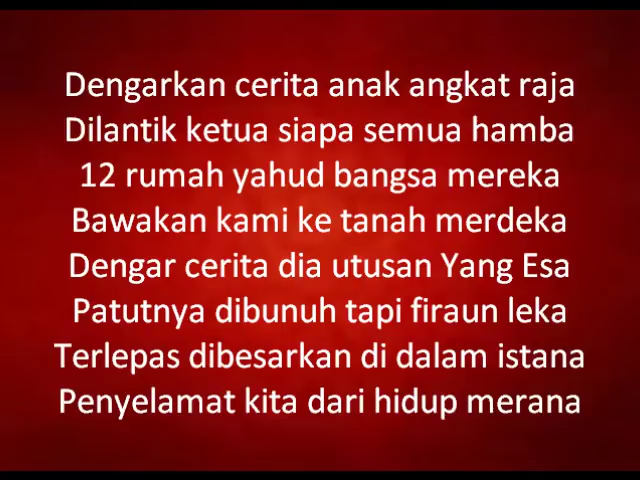 Dengarkan cerita anak angkat raja
Dilantik ketua siapa semua hamba
12 rumah yahud bangsa mereka
Bawakan kami ke tanah merdeka
Dengar cerita dia utusan Yang Esa
Patutnya dibunuh tapi firaun leka
Terlepas dibesarkan di dalam istana
Penyelamat kita dari hidup merana